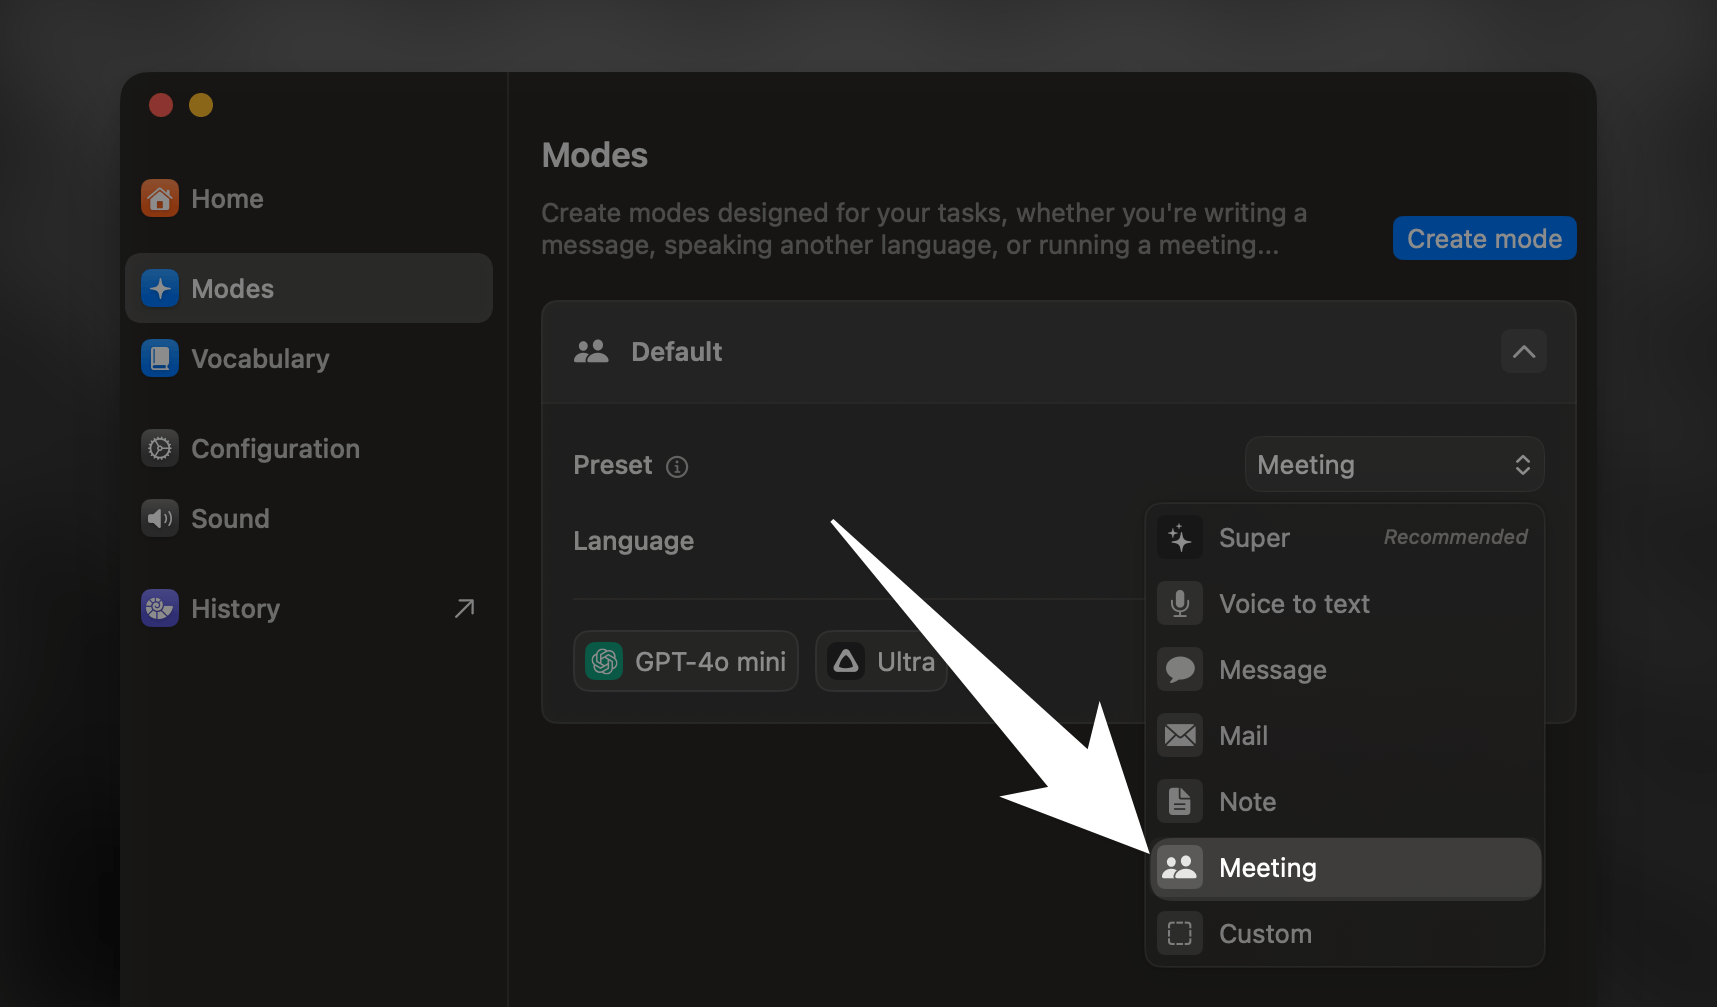 Home
Modes
Vocabulary
Configuration
Sound
History
Modes
Create modes designed for your tasks, whether you're writing a
message, speaking another language, or running a meeting...
Create mode
Default
Preset
Meeting
Language
GPT-4o mini
Ultra
Super Recommended
Voice to text
Message
Mail
Note
Meeting
Custom